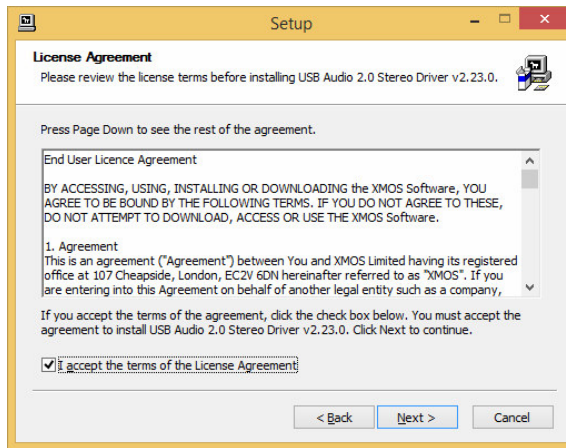 Setup
License Agreement
Please review the license terms before installing USB Audio 2.0 Stereo Driver v2.23.0.
Press Page Down to see the rest of the agreement.
End User Licence Agreement
BY ACCESSING, USING, INSTALLING OR DOWNLOADING the XMOS Software, YOU
AGREE TO BE BOUND BY THE FOLLOWING TERMS. IF YOU DO NOT AGREE TO THESE,
DO NOT ATTEMPT TO DOWNLOAD, ACCESS OR USE THE XMOS Software.
1. Agreement
This is an agreement ("Agreement") between You and XMOS Limited having its registered
office at 107 Cheapside, London, EC2V 6DN hereinafter referred to as "XMOS". If you
are entering into this Agreement on behalf of another legal entity such as a company,
If you accept the terms of the agreement, click the check box below. You must accept the
agreement to install USB Audio 2.0 Stereo Driver v2.23.0. Click Next to continue.
I accept the terms of the License Agreement
< Back Next > Cancel